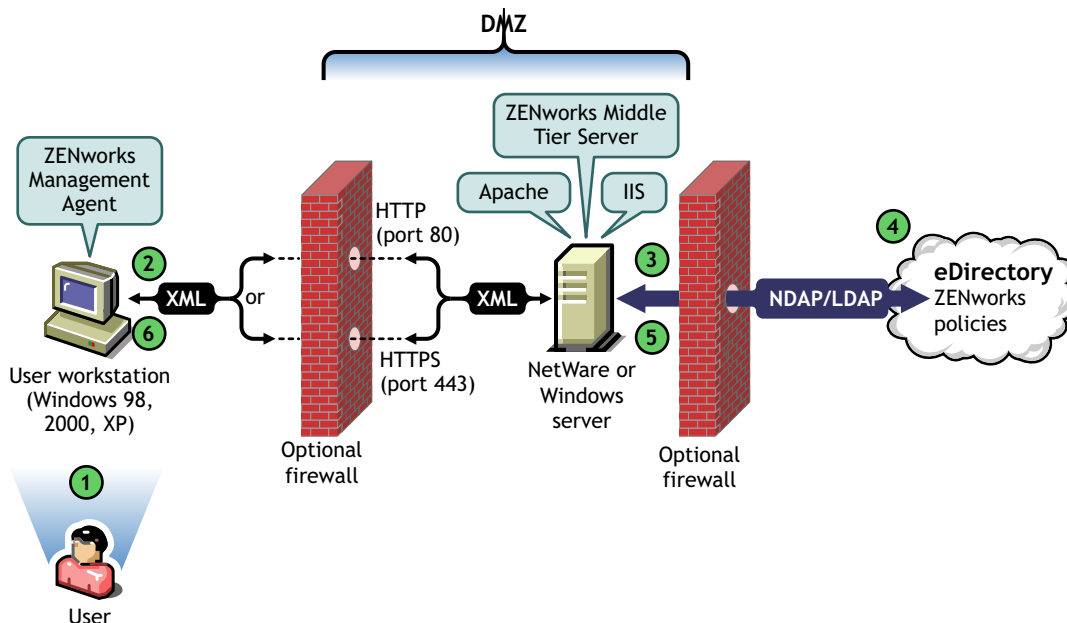 DMZ
ZENworks Middle
Tier Server
ZENworks
Management
Agent
Apache
IIS
HTTP
(port 80)
2
3
4
XML
or
XML
NDAP/LDAP
eDirectory
ZENworks
policies
6
5
HTTPS
(port 443)
User workstation
(Windows 98,
2000, XP)
NetWare or
Windows
server
Optional
firewall
Optional
firewall
1
User